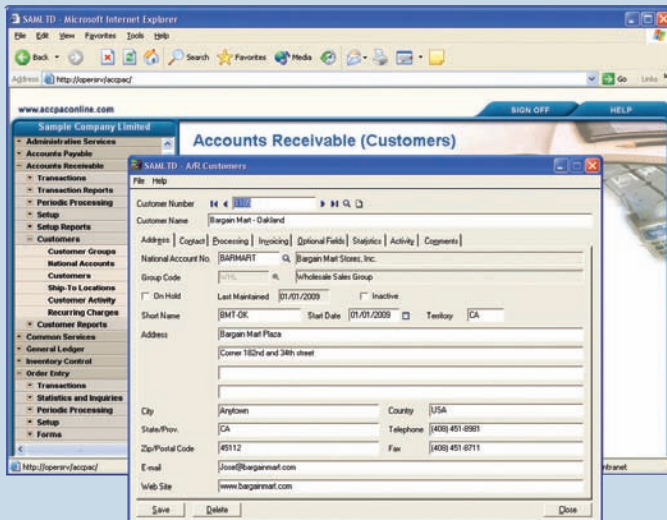 SAMLTD - Microsoft Internet Explorer
File Edit View Favorites Tools Help
Back Search Favorites Media
Address http://opersrv/accpac/ Go Links
www.accpaconline.com SIGN OFF HELP
Sample Company Limited
Administrative Services
Accounts Payable
Accounts Receivable
Transactions
Transaction Reports
Periodic Processing
Setup
Setup Reports
Customers
Customer Groups
National Accounts
Customers
Ship-To Locations
Customer Activity
Recurring Charges
Customer Reports
Common Services
General Ledger
Inventory Control
Order Entry
Transactions
Statistics and Inquiries
Periodic Processing
Setup
Forms
Accounts Receivable (Customers)
SAMLTD - A/R Customers
File Help
Customer Number
Customer Name Bargain Mart - Oakland
Address Contact Processing Invoicing Optional Fields Statistics Activity Comments
National Account No. BARMART Bargain Mart Stores, Inc.
Group Code WHL Wholesale Sales Group
On Hold Last Maintained 01/01/2009 Inactive
Short Name BMT-OK Start Date 01/01/2009 Territory CA
Address Bargain Mart Plaza
Corner 182nd and 34th street
City Anytown Country USA
State/Prov. CA Telephone (408) 451-8981
Zip/Postal Code 45112 Fax (408) 451-8711
E-mail Jose@bargainmart.com
Web Site www.bargainmart.com
Save Delete Close
http://opersrv/accpac/ intranet